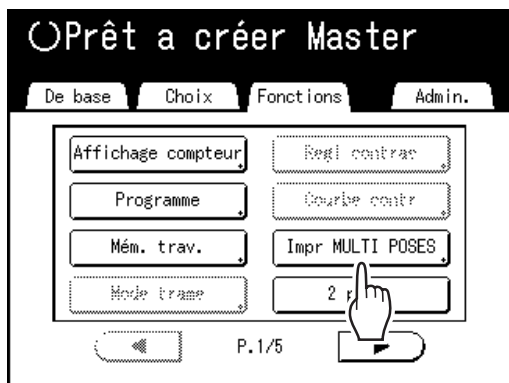 Prêt a créer Master
De base Choix Fonctions Admin.
Affichage compteur Regl contras
Programme Courbe contr
Mém. trav. Impr MULTI POSES
Mode trame 2
P.1/5